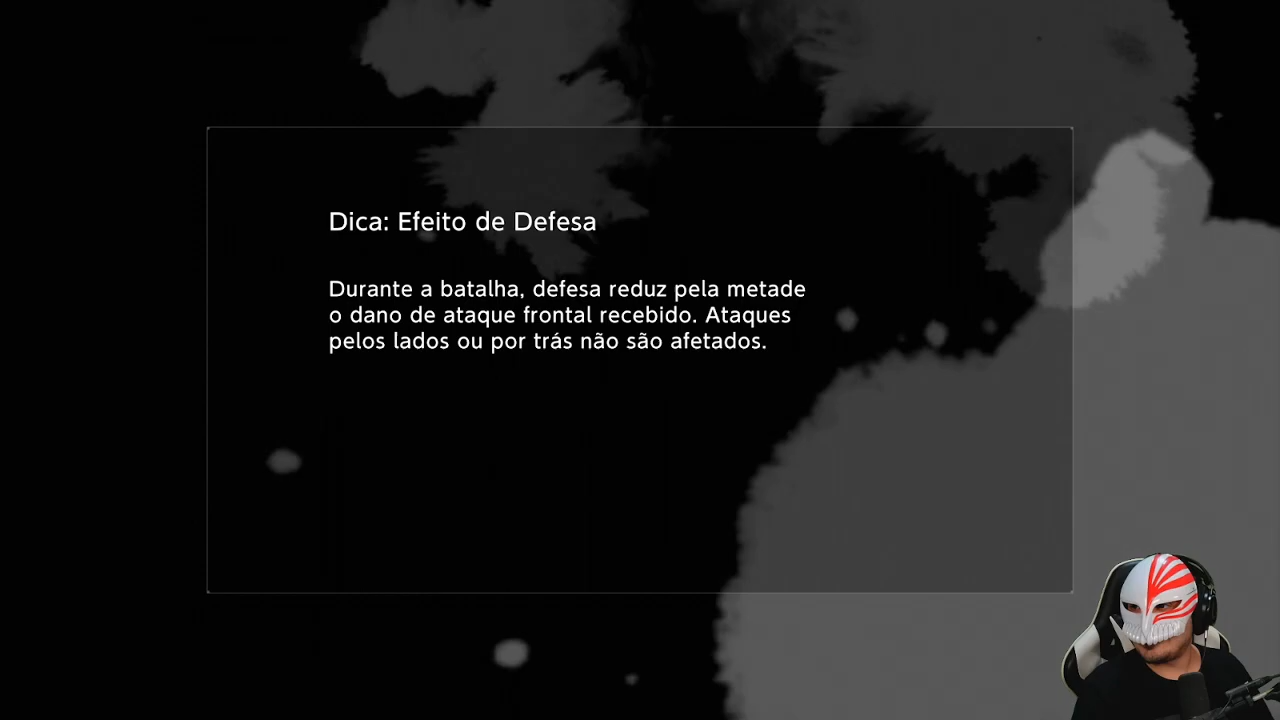 Dica: Efeito de Defesa
Durante a batalha, defesa reduz pela metade
o dano de ataque frontal recebido. Ataques
pelos lados ou por trás não são afetados.